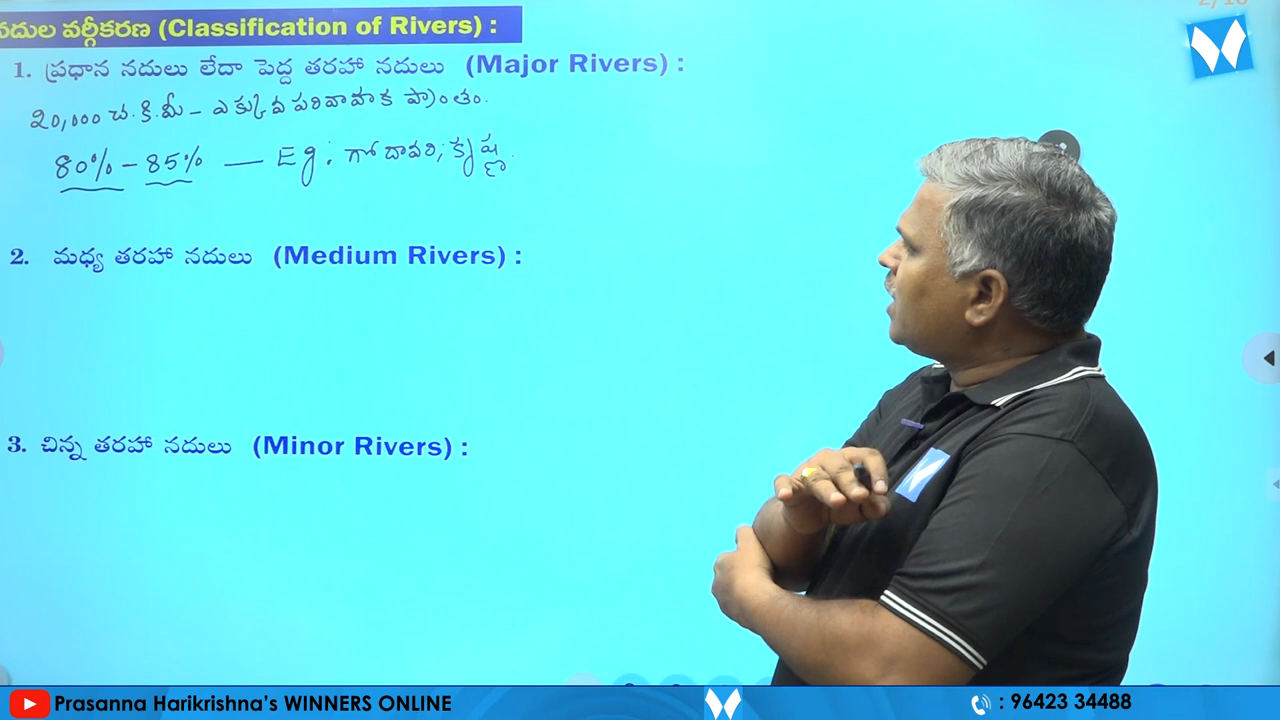 నదుల వర్గీకరణ (Classification of Rivers) :
1. ప్రధాన నదులు లేదా పెద్ద తరహా నదులు (Major Rivers) :
20,000 చ.కి.మీ – ఎక్కువ పరివాహక ప్రాంతం.
80% – 85% — Eg: గోదావరి, కృష్ణ.
2. మధ్య తరహా నదులు (Medium Rivers) :
3. చిన్న తరహా నదులు (Minor Rivers) :
Prasanna Harikrishna's WINNERS ONLINE
: 96423 34488